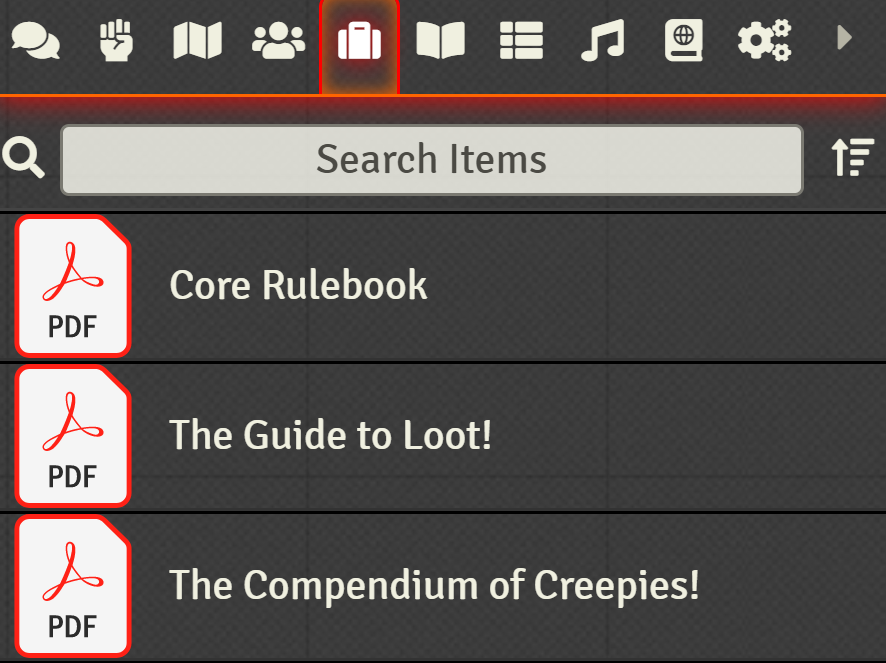 Search Items
PDF
Core Rulebook
PDF
The Guide to Loot!
PDF
The Compendium of Creepies!